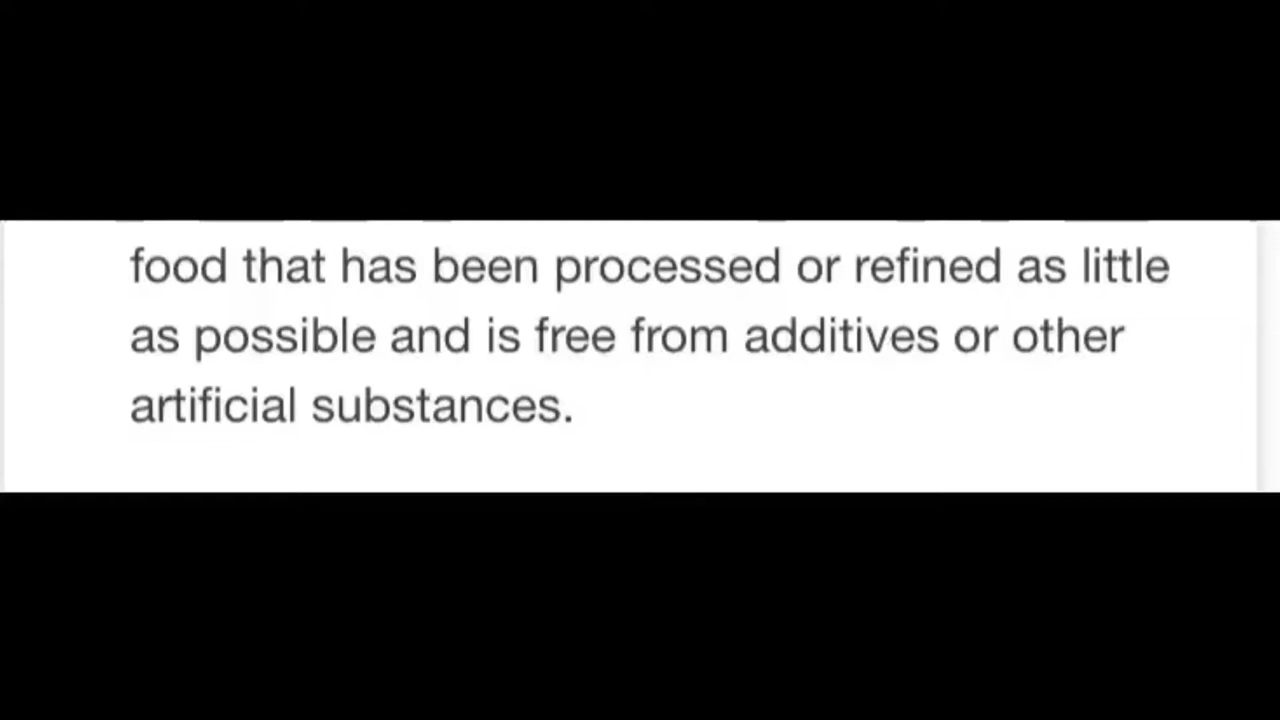 food that has been processed or refined as little
as possible and is free from additives or other
artificial substances.